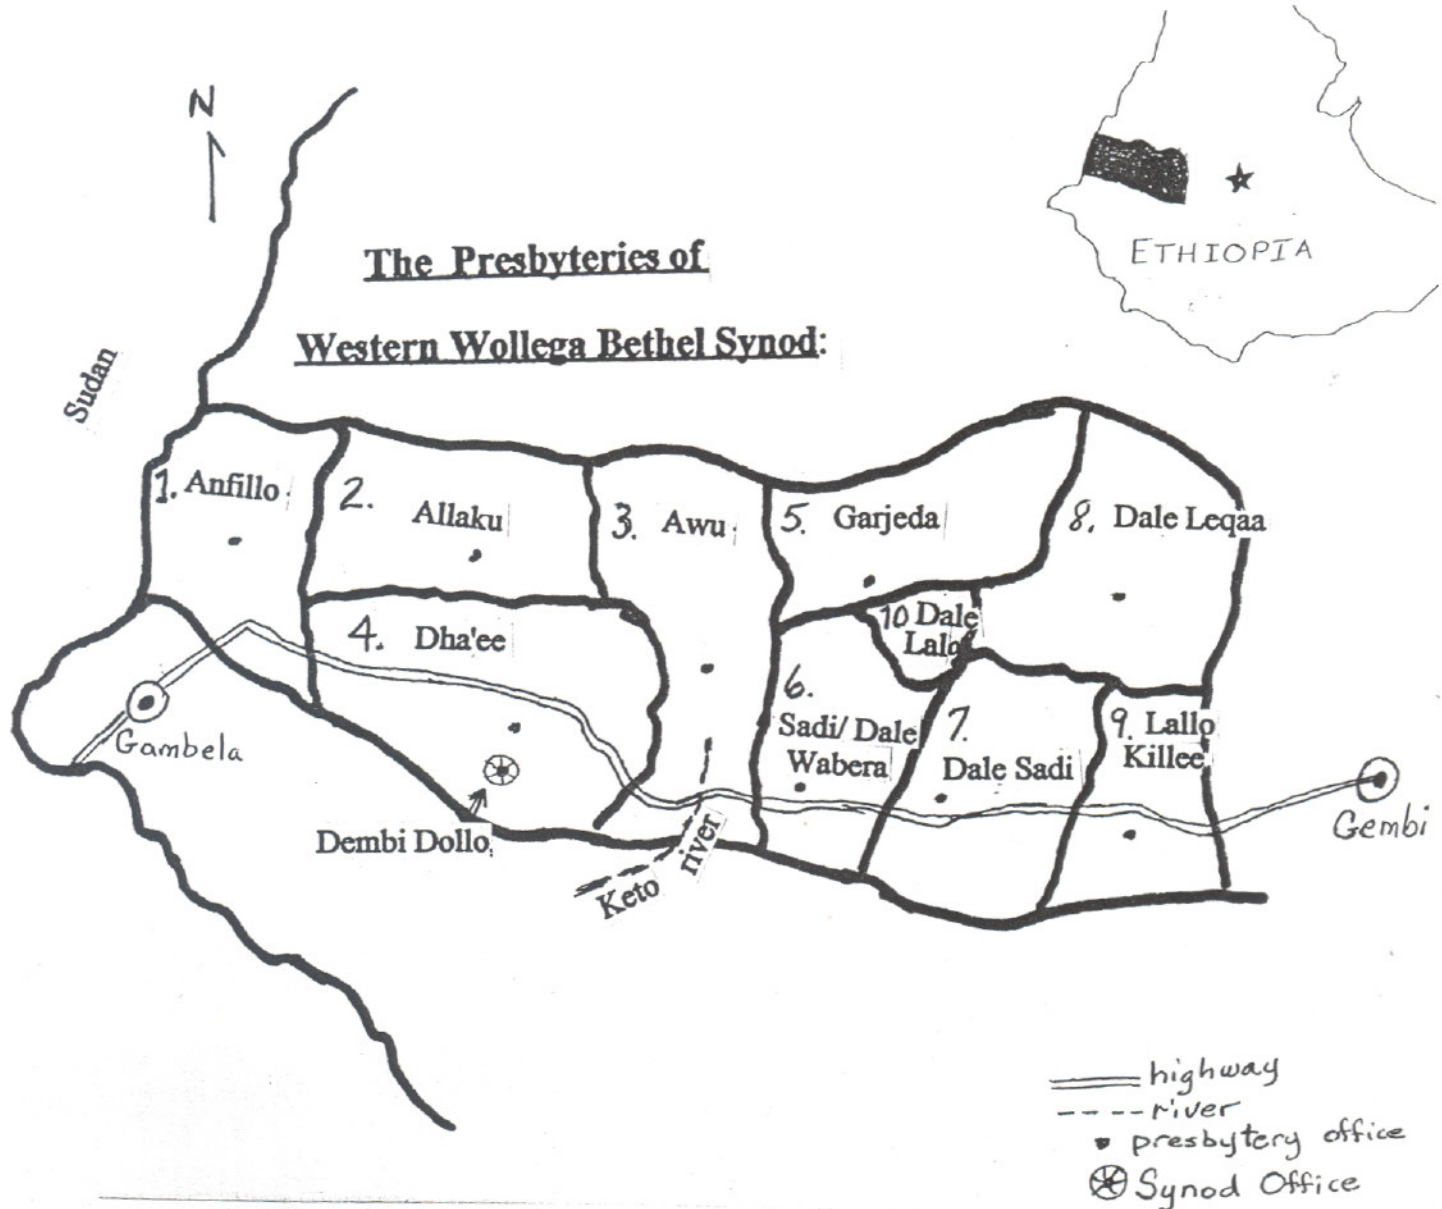 N
ETHIOPIA
The Presbyteries of
Western Wollega Bethel Synod:
Sudan
1. Anfillo
2. Allaku
3. Awu
4. Dha'ee
5. Garjeda
6. Sadi/ Dale
Wabera
7. Dale Sadi
8. Dale Leqaa
9. Lallo
Killee
10 Dale
Lalo
Gambela
Dembi Dollo
Keto river
Gembi
highway
river
presbytery office
Synod Office